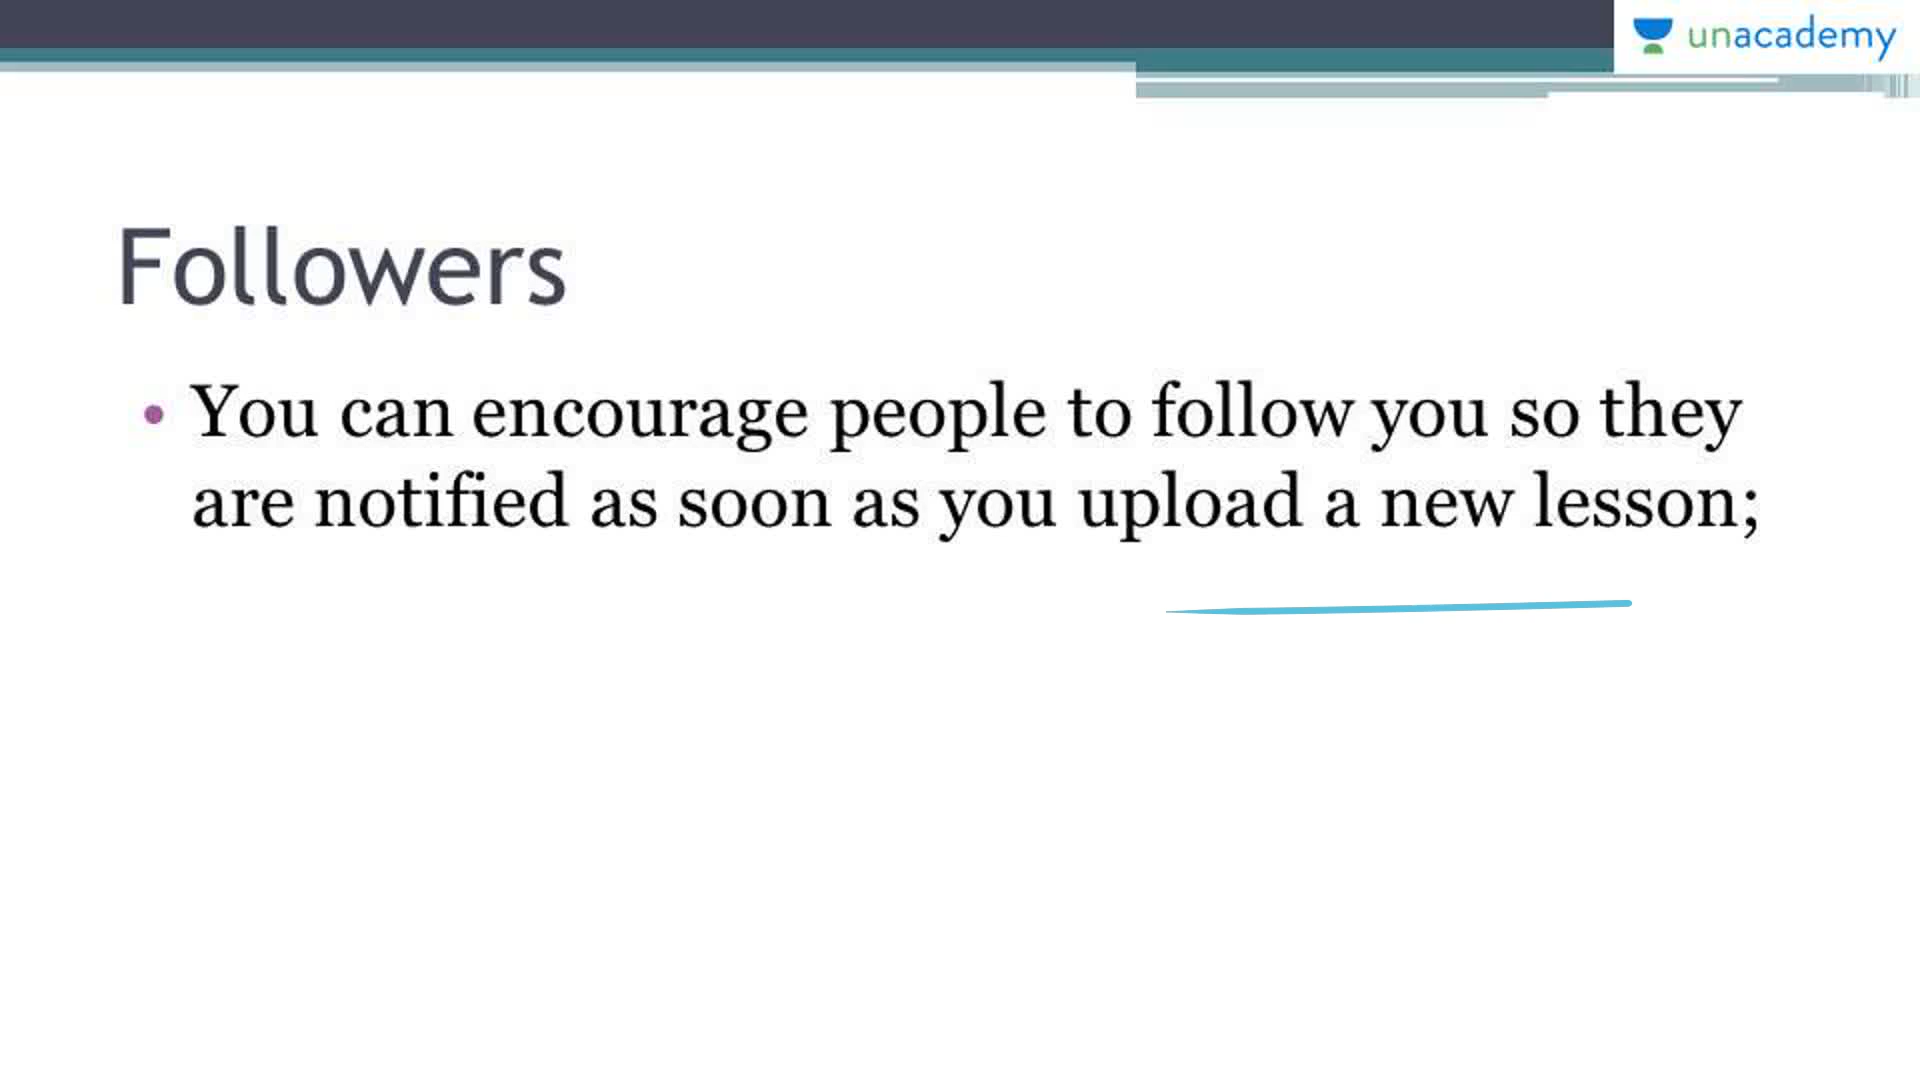 unacademy
Followers
• You can encourage people to follow you so they
are notified as soon as you upload a new lesson;